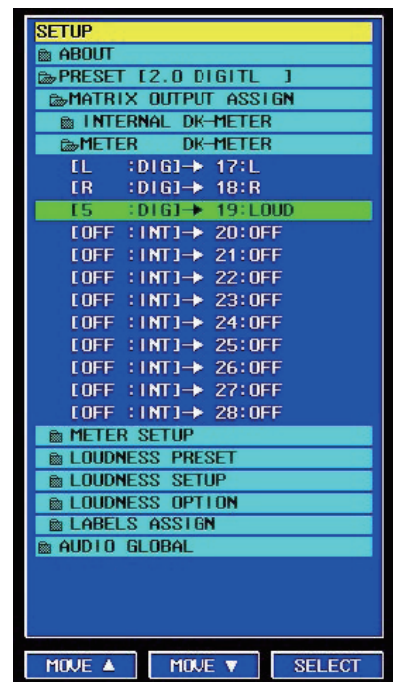 SETUP
ABOUT
PRESET [2.0 DIGITL ]
MATRIX OUTPUT ASSIGN
INTERNAL DK-METER
METER DK-METER
[L :DIG]→ 17:L
[R :DIG]→ 18:R
[5 :DIG]→ 19:LOUD
[OFF :INT]→ 20:OFF
[OFF :INT]→ 21:OFF
[OFF :INT]→ 22:OFF
[OFF :INT]→ 23:OFF
[OFF :INT]→ 24:OFF
[OFF :INT]→ 25:OFF
[OFF :INT]→ 26:OFF
[OFF :INT]→ 27:OFF
[OFF :INT]→ 28:OFF
METER SETUP
LOUDNESS PRESET
LOUDNESS SETUP
LOUDNESS OPTION
LABELS ASSIGN
AUDIO GLOBAL
MOVE ▲ MOVE ▼ SELECT